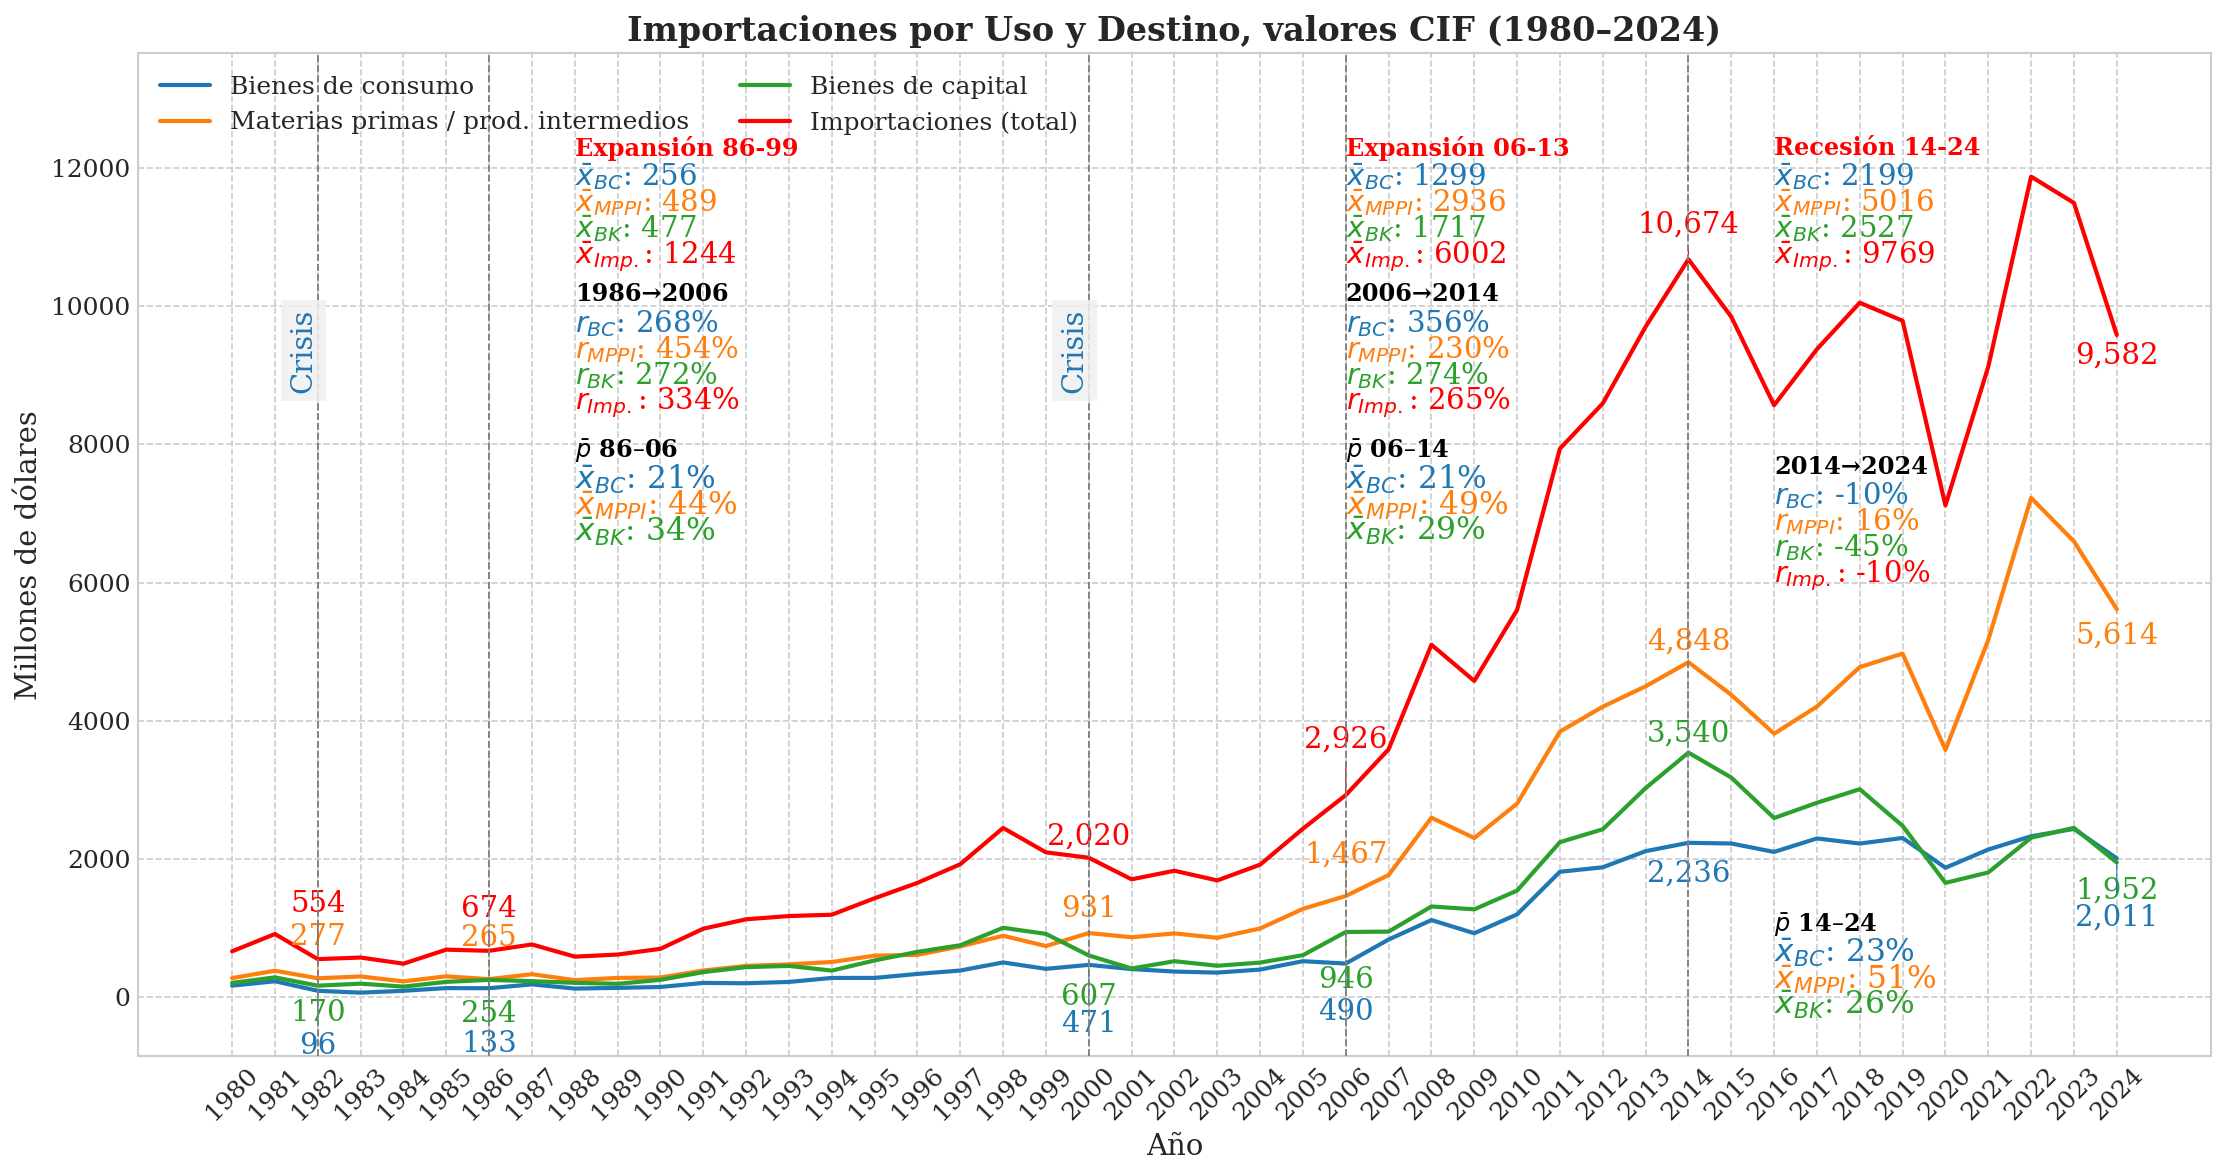 Importaciones por Uso y Destino, valores CIF (1980–2024)
Bienes de consumo
Materias primas / prod. intermedios
Bienes de capital
Importaciones (total)
Millones de dólares
12000
10000
8000
6000
4000
2000
0
Crisis
Crisis
Expansión 86-99
x̄BC: 256
x̄MPPI: 489
x̄BK: 477
x̄Imp.: 1244
1986→2006
rBC: 268%
rMPPI: 454%
rBK: 272%
rImp.: 334%
p̄ 86–06
x̄BC: 21%
x̄MPPI: 44%
x̄BK: 34%
Expansión 06-13
x̄BC: 1299
x̄MPPI: 2936
x̄BK: 1717
x̄Imp.: 6002
2006→2014
rBC: 356%
rMPPI: 230%
rBK: 274%
rImp.: 265%
p̄ 06–14
x̄BC: 21%
x̄MPPI: 49%
x̄BK: 29%
Recesión 14-24
x̄BC: 2199
x̄MPPI: 5016
x̄BK: 2527
x̄Imp.: 9769
2014→2024
rBC: -10%
rMPPI: 16%
rBK: -45%
rImp.: -10%
p̄ 14–24
x̄BC: 23%
x̄MPPI: 51%
x̄BK: 26%
554
277
170
96
674
265
254
133
2,020
931
607
471
2,926
1,467
946
490
10,674
4,848
3,540
2,236
9,582
5,614
1,952
2,011
1980
1981
1982
1983
1984
1985
1986
1987
1988
1989
1990
1991
1992
1993
1994
1995
1996
1997
1998
1999
2000
2001
2002
2003
2004
2005
2006
2007
2008
2009
2010
2011
2012
2013
2014
2015
2016
2017
2018
2019
2020
2021
2022
2023
2024
Año